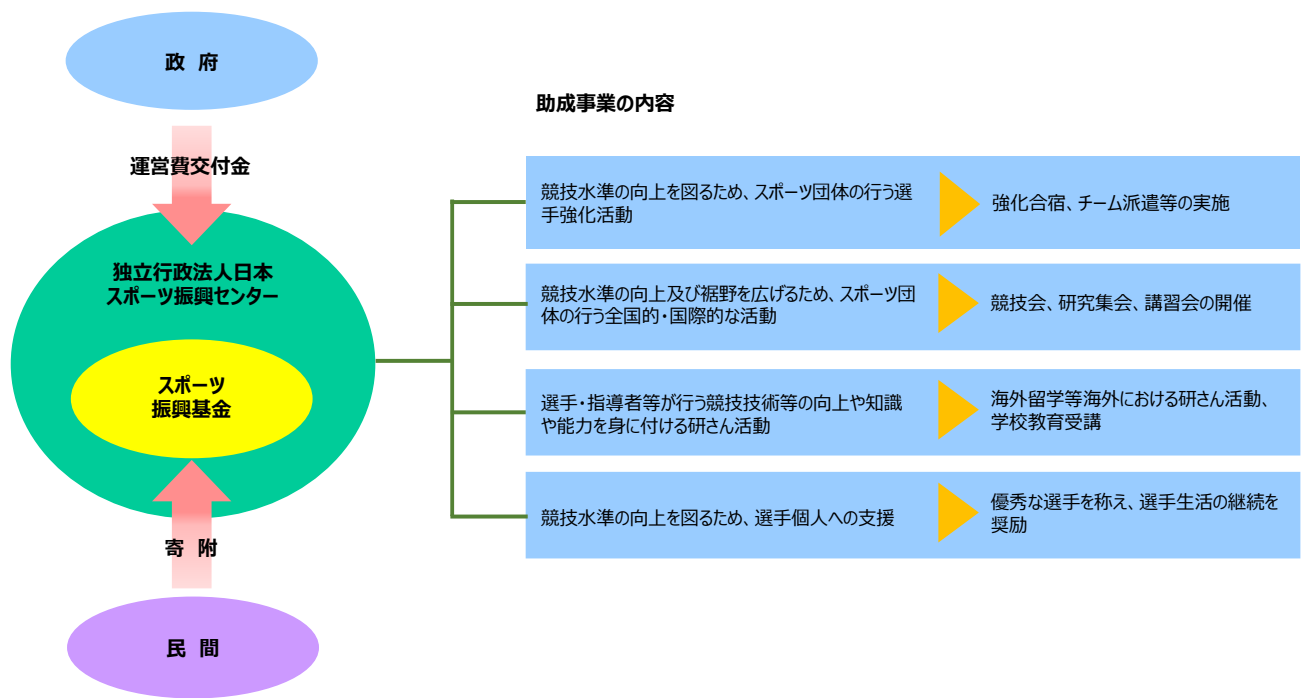 政 府
運営費交付金
独立行政法人日本
スポーツ振興センター
スポーツ
振興基金
寄 附
民 間
助成事業の内容
競技水準の向上を図るため、スポーツ団体の行う選
手強化活動
強化合宿、チーム派遣等の実施
競技水準の向上及び裾野を広げるため、スポーツ団
体の行う全国的・国際的な活動
競技会、研究集会、講習会の開催
選手・指導者等が行う競技技術等の向上や知識
や能力を身に付ける研さん活動
海外留学等海外における研さん活動、
学校教育受講
競技水準の向上を図るため、選手個人への支援
優秀な選手を称え、選手生活の継続を
奨励